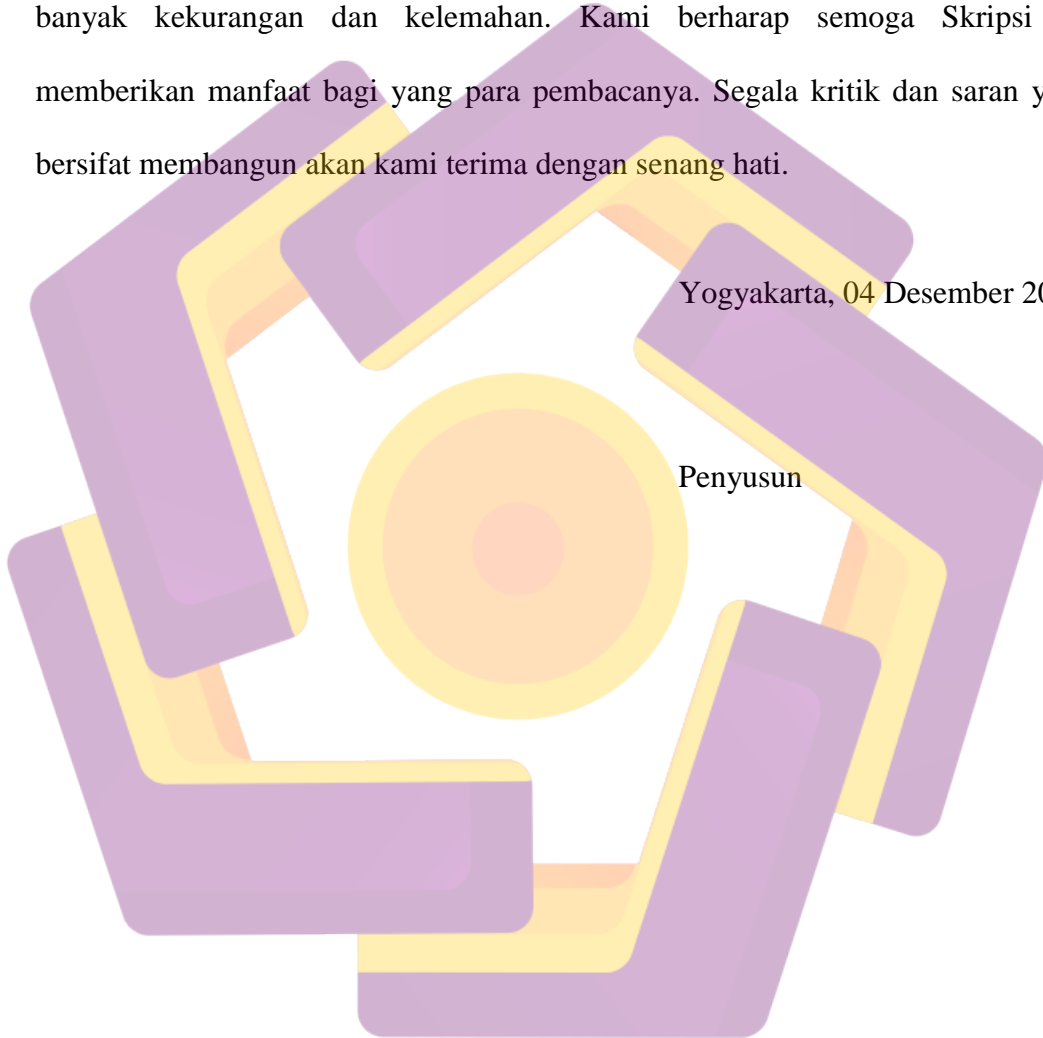 banyak kekurangan dan kelemahan. Kami berharap semoga Skripsi
memberikan manfaat bagi yang para pembacanya. Segala kritik dan saran
bersifat membangun akan kami terima dengan senang hati.
Yogyakarta, 04 Desember
Penyusun